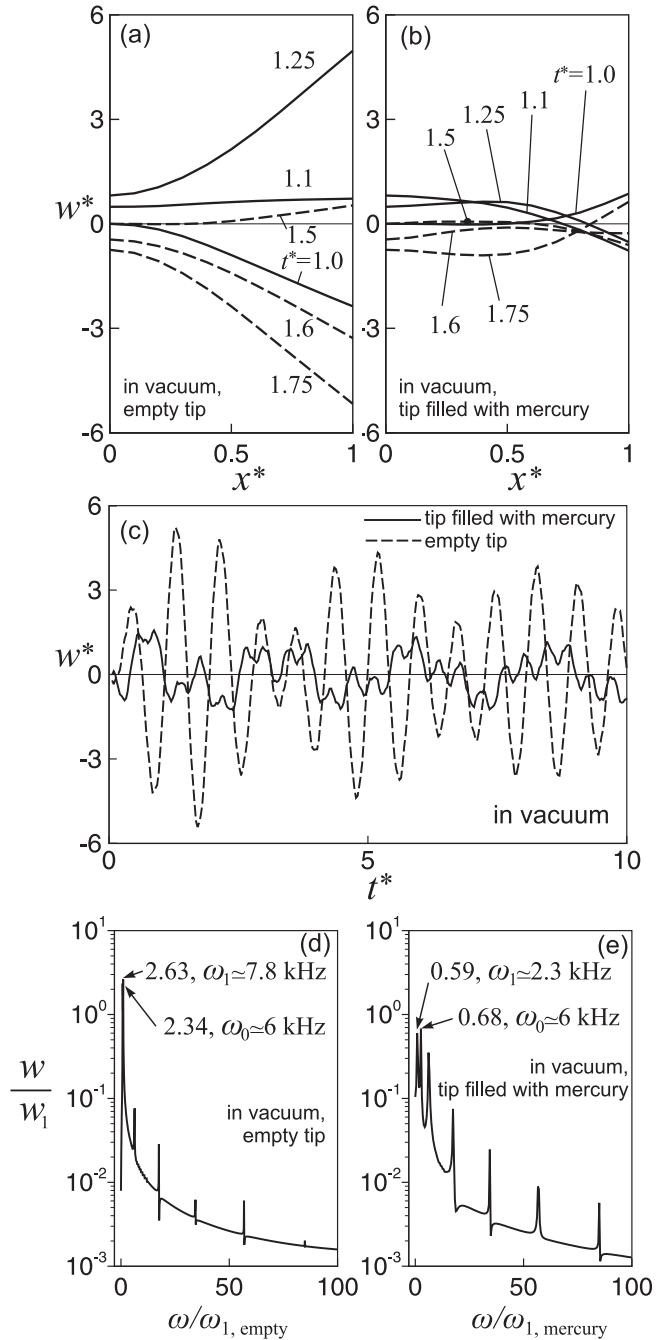 (a)
(b)
6
3
0
-3
-6
w*
1.25
1.1
1.5
t*=1.0
1.6
1.75
in vacuum,
empty tip
0
0.5
1
x*
6
3
0
-3
-6
t*=1.0
1.1
1.25
1.5
1.6
1.75
in vacuum,
tip filled with mercury
0
0.5
1
x*
(c)
tip filled with mercury
empty tip
6
3
0
-3
-6
w*
in vacuum
0
5
10
t*
(d)
10^1
10^0
10^-1
10^-2
10^-3
w
w₁
2.63, ω₁≃7.8 kHz
2.34, ω₀≃6 kHz
in vacuum,
empty tip
0
50
100
ω/ω₁, empty
(e)
10^1
10^0
10^-1
10^-2
10^-3
0.59, ω₁≃2.3 kHz
0.68, ω₀≃6 kHz
in vacuum,
tip filled with mercury
0
50
100
ω/ω₁, mercury